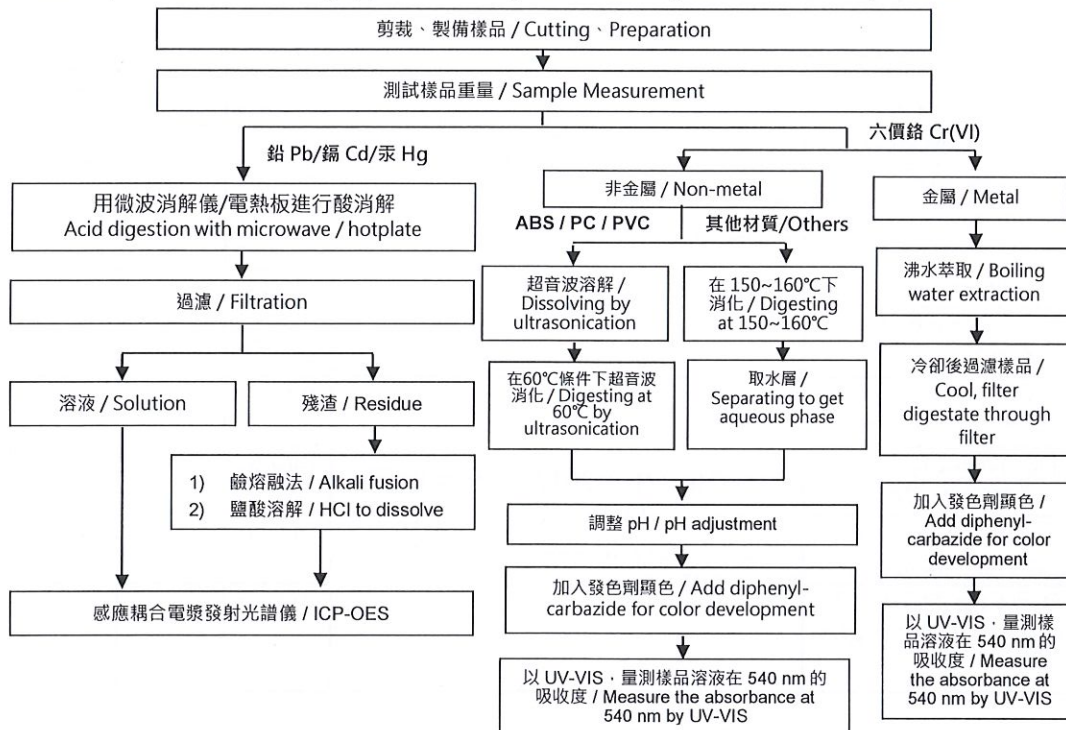 剪裁、製備樣品 / Cutting、Preparation
測試樣品重量 / Sample Measurement
鉛 Pb/鎘 Cd/汞 Hg
六價鉻 Cr(VI)
用微波消解儀/電熱板進行酸消解
Acid digestion with microwave / hotplate
過濾 / Filtration
溶液 / Solution
殘渣 / Residue
1) 鹼熔融法 / Alkali fusion
2) 鹽酸溶解 / HCl to dissolve
感應耦合電漿發射光譜儀 / ICP-OES
非金屬 / Non-metal
ABS / PC / PVC
其他材質/Others
超音波溶解 /
Dissolving by
ultrasonication
在60℃條件下超音波
消化 / Digesting at
60℃ by
ultrasonication
在 150~160℃下
消化 / Digesting
at 150~160℃
取水層 /
Separating to get
aqueous phase
調整 pH / pH adjustment
加入發色劑顯色 / Add diphenyl-
carbazide for color development
以 UV-VIS，量測樣品溶液在 540 nm 的
吸收度 / Measure the absorbance at
540 nm by UV-VIS
金屬 / Metal
沸水萃取 / Boiling
water extraction
冷卻後過濾樣品 /
Cool, filter
digestate through
filter
加入發色劑顯色 /
Add diphenyl-
carbazide for color
development
以 UV-VIS，量測樣
品溶液在 540 nm 的
吸收度 / Measure
the absorbance at
540 nm by UV-VIS